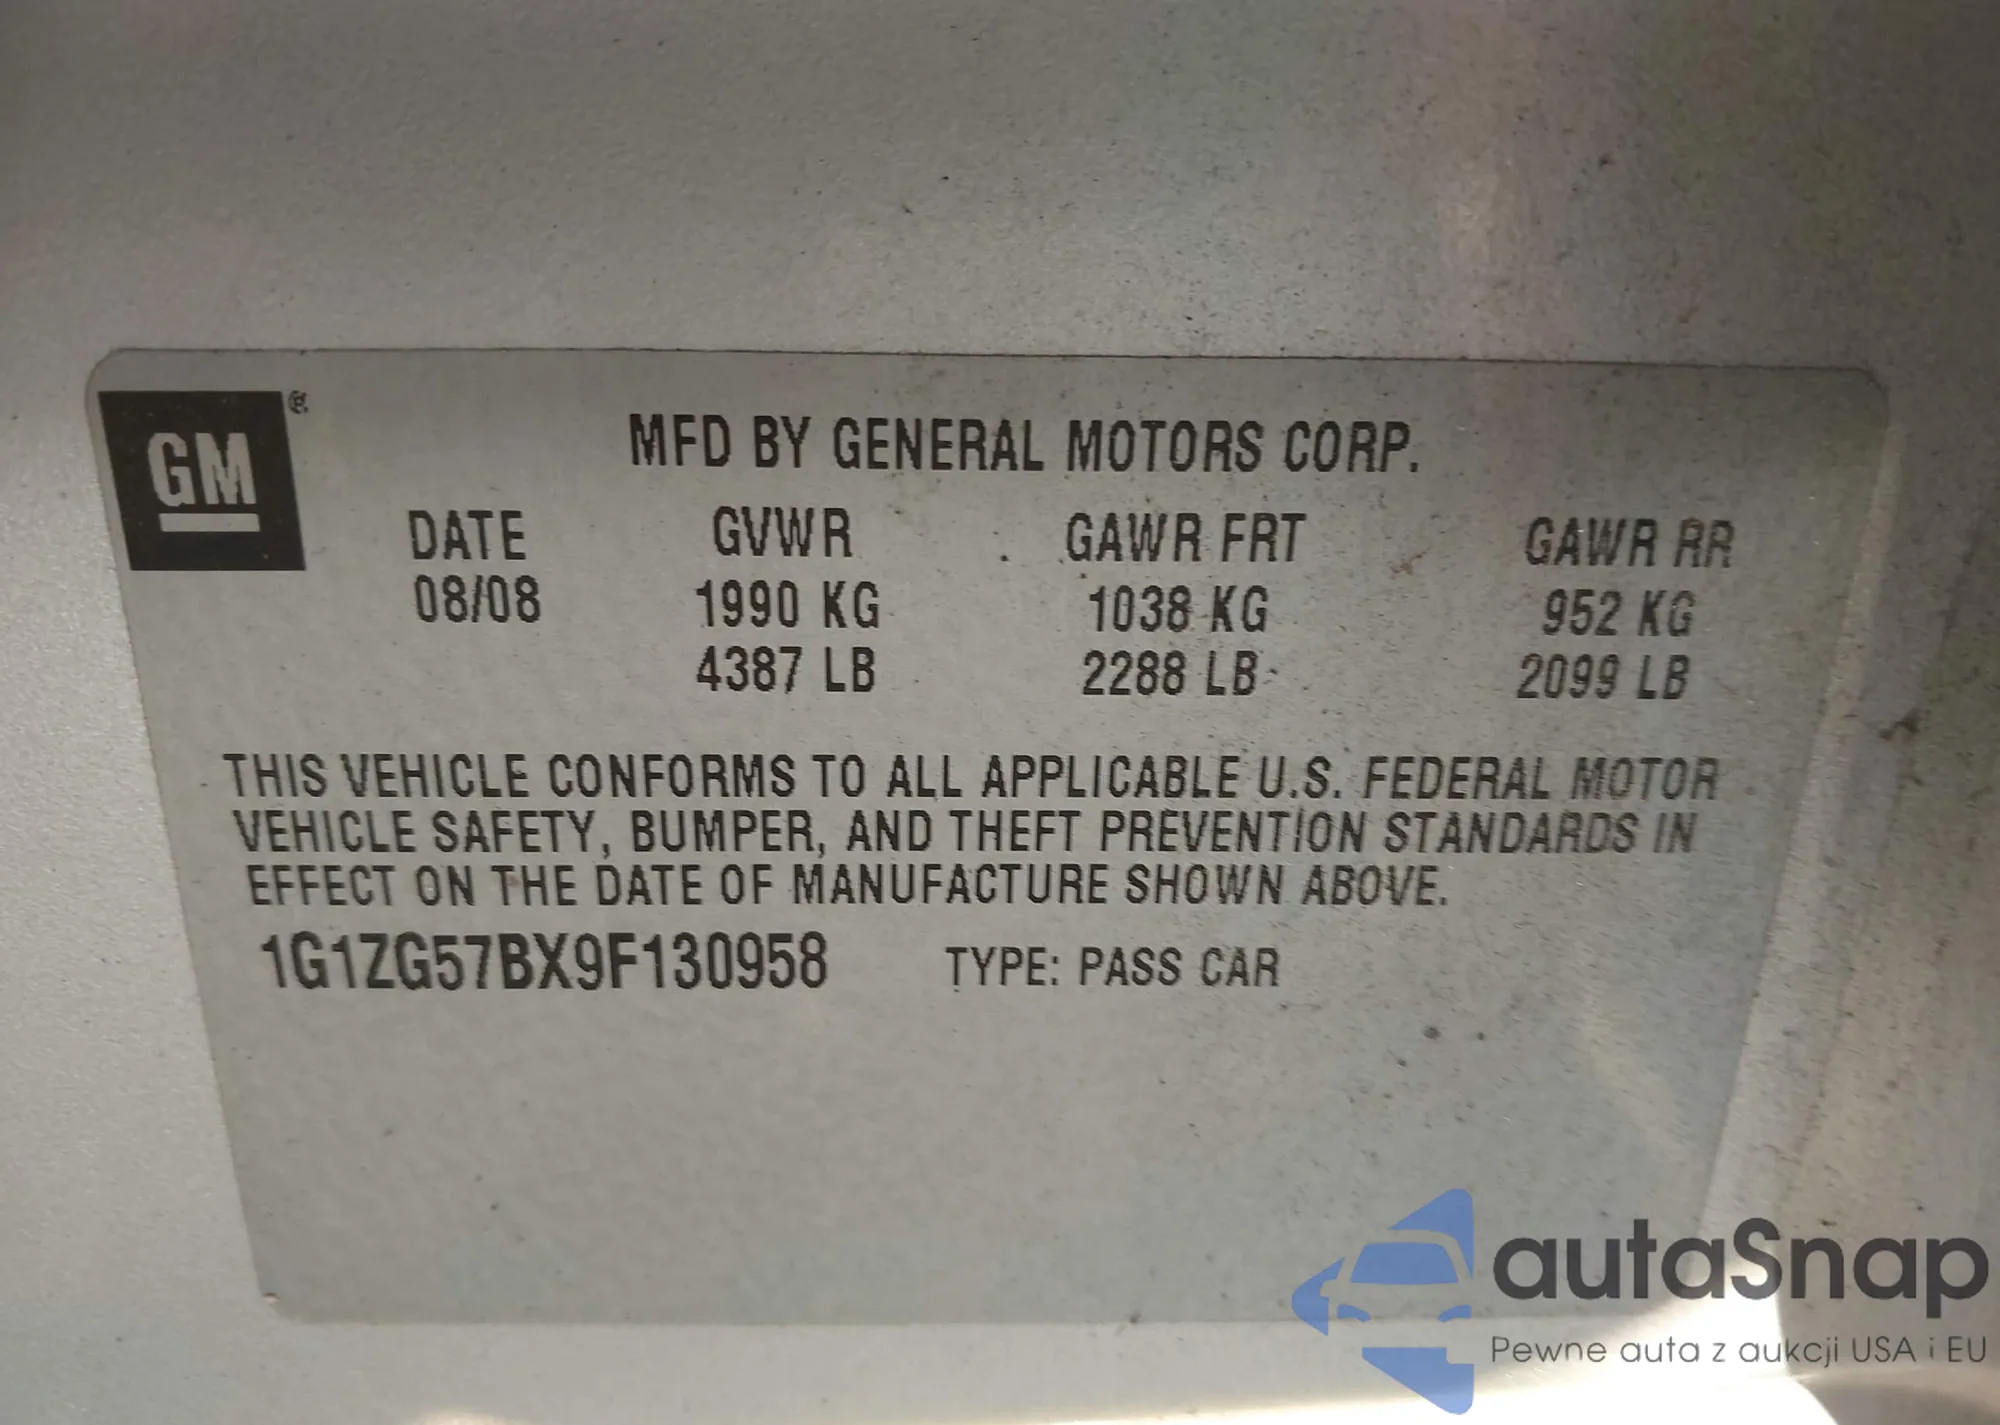 GM
MFD BY GENERAL MOTORS CORP.
DATE GVWR GAWR FRT GAWR RR
08/08 1990 KG 1038 KG 952 KG
4387 LB 2288 LB 2099 LB
THIS VEHICLE CONFORMS TO ALL APPLICABLE U.S. FEDERAL MOTOR
VEHICLE SAFETY, BUMPER, AND THEFT PREVENTION STANDARDS IN
EFFECT ON THE DATE OF MANUFACTURE SHOWN ABOVE.
1G1ZG57BX9F130958 TYPE: PASS CAR
autaSnap
Pewne auta z aukcji USA i EU